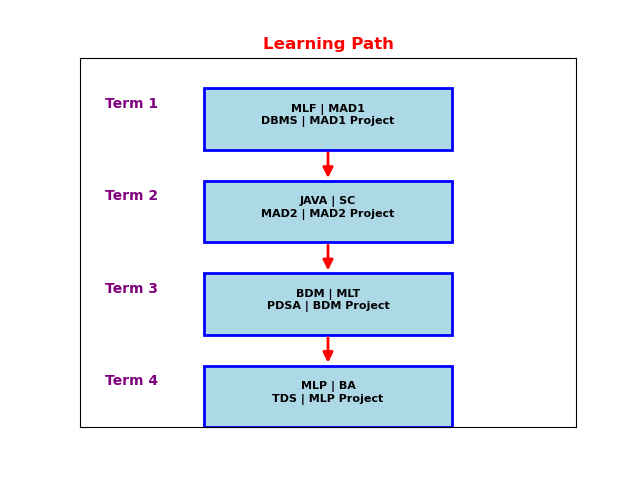 Learning Path
Term 1
MLF | MAD1
DBMS | MAD1 Project
Term 2
JAVA | SC
MAD2 | MAD2 Project
Term 3
BDM | MLT
PDSA | BDM Project
Term 4
MLP | BA
TDS | MLP Project